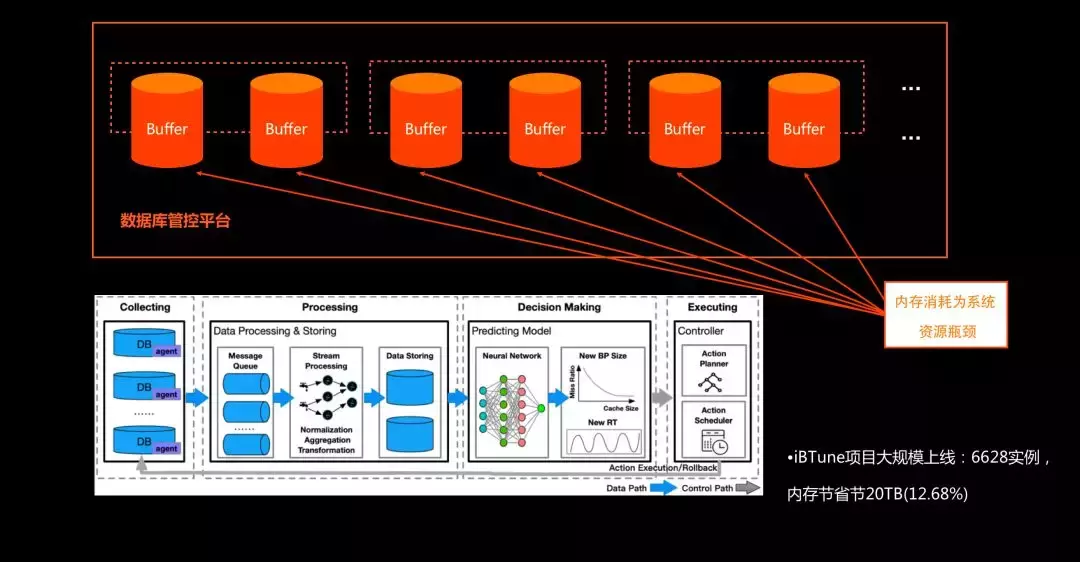 Buffer
Buffer
Buffer
Buffer
Buffer
Buffer
...
...
数据库管控平台
内存消耗为系统
资源瓶颈
Collecting
Processing
Decision Making
Executing
DB
agent
DB
agent
......
DB
agent
Data Processing & Storing
Message
Queue
......
Stream
Processing
Normalization
Aggregation
Transformation
Data Storing
Predicting Model
Neural Network
New BP Size
Miss Ratio
Cache Size
New RT
Controller
Action
Planner
Action
Scheduler
Action Execution/Rollback
Data Path
Control Path
•iBTune项目大规模上线：6628实例，
内存节省节20TB(12.68%)